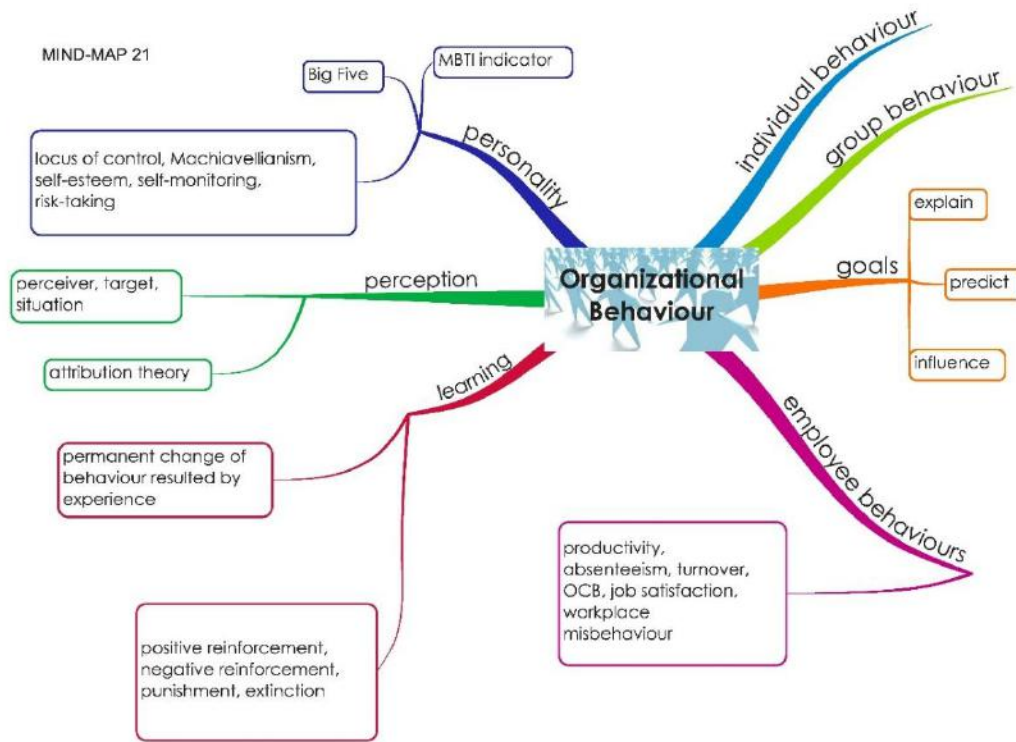 MIND-MAP 21
MBTI indicator
Big Five
locus of control, Machiavellianism,
self-esteem, self-monitoring,
risk-taking
personality
individual behaviour
group behaviour
explain
goals
predict
influence
Organizational
Behaviour
perception
perceiver, target,
situation
attribution theory
learning
permanent change of
behaviour resulted by
experience
positive reinforcement,
negative reinforcement,
punishment, extinction
employee behaviours
productivity,
absenteeism, turnover,
OCB, job satisfaction,
workplace
misbehaviour